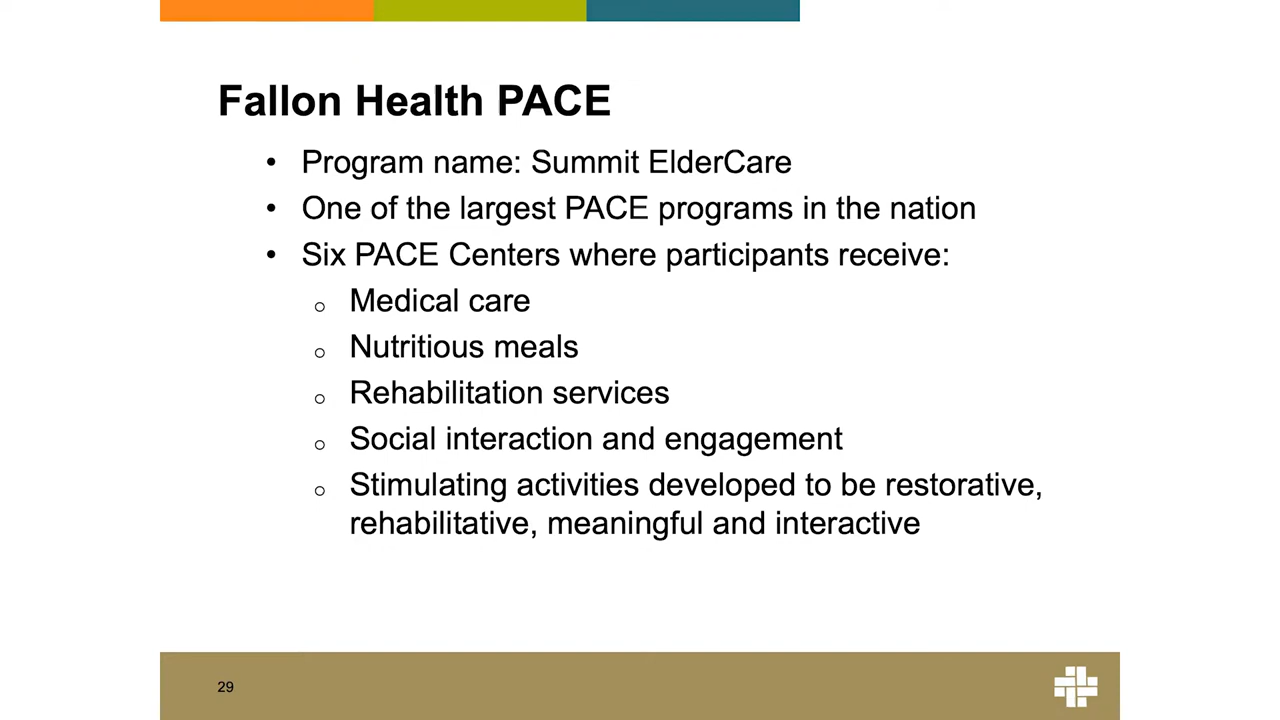 Fallon Health PACE
• Program name: Summit ElderCare
• One of the largest PACE programs in the nation
• Six PACE Centers where participants receive:
o Medical care
o Nutritious meals
o Rehabilitation services
o Social interaction and engagement
o Stimulating activities developed to be restorative,
rehabilitative, meaningful and interactive
29